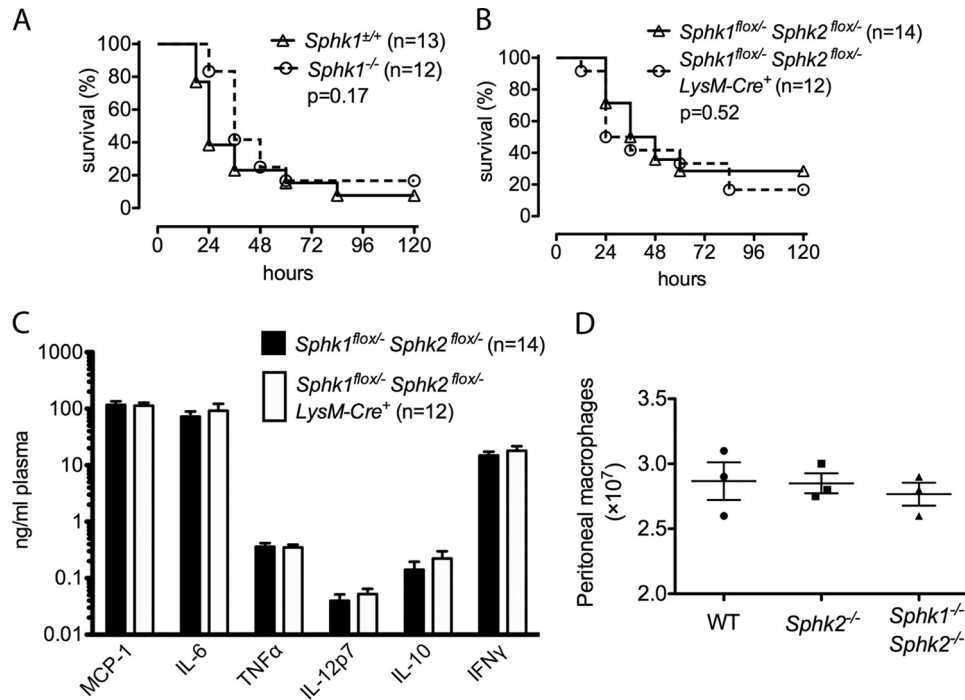 A
Sphk1±/+ (n=13)
Sphk1-/- (n=12)
p=0.17
survival (%)
100
80
60
40
20
0
0 24 48 72 96 120
hours
B
Sphk1flox/- Sphk2flox/- (n=14)
Sphk1flox/- Sphk2flox/-
LysM-Cre+ (n=12)
p=0.52
survival (%)
100
80
60
40
20
0
0 24 48 72 96 120
hours
C
Sphk1flox/- Sphk2flox/- (n=14)
Sphk1flox/- Sphk2flox/-
LysM-Cre+ (n=12)
ng/ml plasma
1000
100
10
1
0.1
0.01
MCP-1 IL-6 TNFα IL-12p7 IL-10 IFNγ
D
Peritoneal macrophages
(×10⁷)
3.5
3.0
2.5
2.0
WT Sphk2-/- Sphk1-/-
Sphk2-/-